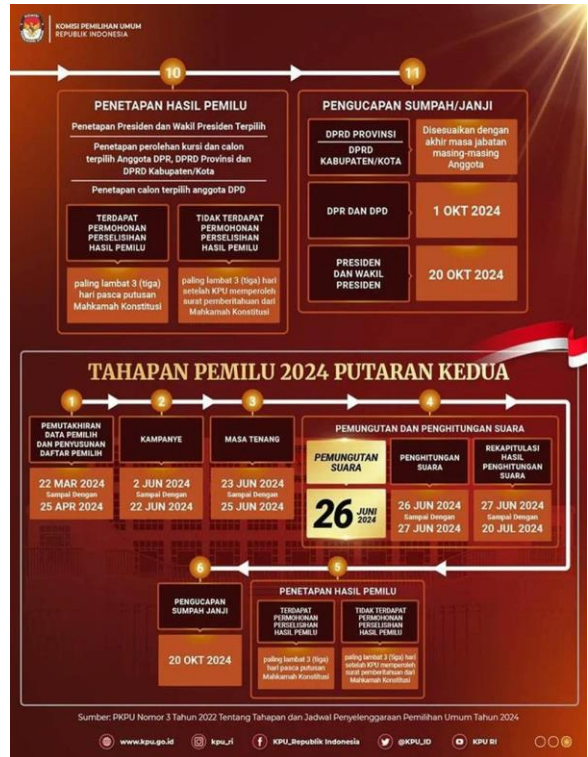 KOMISI PEMILIHAN UMUM
REPUBLIK INDONESIA
10
PENETAPAN HASIL PEMILU
Penetapan Presiden dan Wakil Presiden Terpilih
Penetapan perolehan kursi dan calon
terpilih Anggota DPR, DPRD Provinsi dan
DPRD Kabupaten/Kota
Penetapan calon terpilih anggota DPD
TERDAPAT
PERMOHONAN
PERSELISIHAN
HASIL PEMILU
paling lambat 3 (tiga)
hari pasca putusan
Mahkamah Konstitusi
TIDAK TERDAPAT
PERMOHONAN
PERSELISIHAN
HASIL PEMILU
paling lambat 3 (tiga) hari
setelah KPU memperoleh
surat pemberitahuan dari
Mahkamah Konstitusi
11
PENGUCAPAN SUMPAH/JANJI
DPRD PROVINSI
DPRD
KABUPATEN/KOTA
Disesuaikan dengan
akhir masa jabatan
masing-masing
Anggota
DPR DAN DPD
1 OKT 2024
PRESIDEN
DAN WAKIL
PRESIDEN
20 OKT 2024
TAHAPAN PEMILU 2024 PUTARAN KEDUA
1
PEMUTAKHIRAN
DATA PEMILIH
DAN PENYUSUNAN
DAFTAR PEMILIH
22 MAR 2024
Sampai Dengan
25 APR 2024
2
KAMPANYE
2 JUN 2024
Sampai Dengan
22 JUN 2024
3
MASA TENANG
23 JUN 2024
Sampai Dengan
25 JUN 2024
4
PEMUNGUTAN DAN PENGHITUNGAN SUARA
PEMUNGUTAN
SUARA
26 JUNI
2024
PENGHITUNGAN
SUARA
26 JUN 2024
Sampai Dengan
27 JUN 2024
REKAPITULASI
HASIL
PENGHITUNGAN
SUARA
27 JUN 2024
Sampai Dengan
20 JUL 2024
5
PENETAPAN HASIL PEMILU
TERDAPAT
PERMOHONAN
PERSELISIHAN
HASIL PEMILU
paling lambat 3 (tiga)
hari pasca putusan
Mahkamah Konstitusi
TIDAK TERDAPAT
PERMOHONAN
PERSELISIHAN
HASIL PEMILU
paling lambat 3 (tiga) hari
setelah KPU memperoleh
surat pemberitahuan dari
Mahkamah Konstitusi
6
PENGUCAPAN
SUMPAH JANJI
20 OKT 2024
Sumber: PKPU Nomor 3 Tahun 2022 Tentang Tahapan dan Jadwal Penyelenggaraan Pemilihan Umum Tahun 2024
www.kpu.go.id
kpu_ri
KPU_Republik Indonesia
@KPU_ID
KPU RI